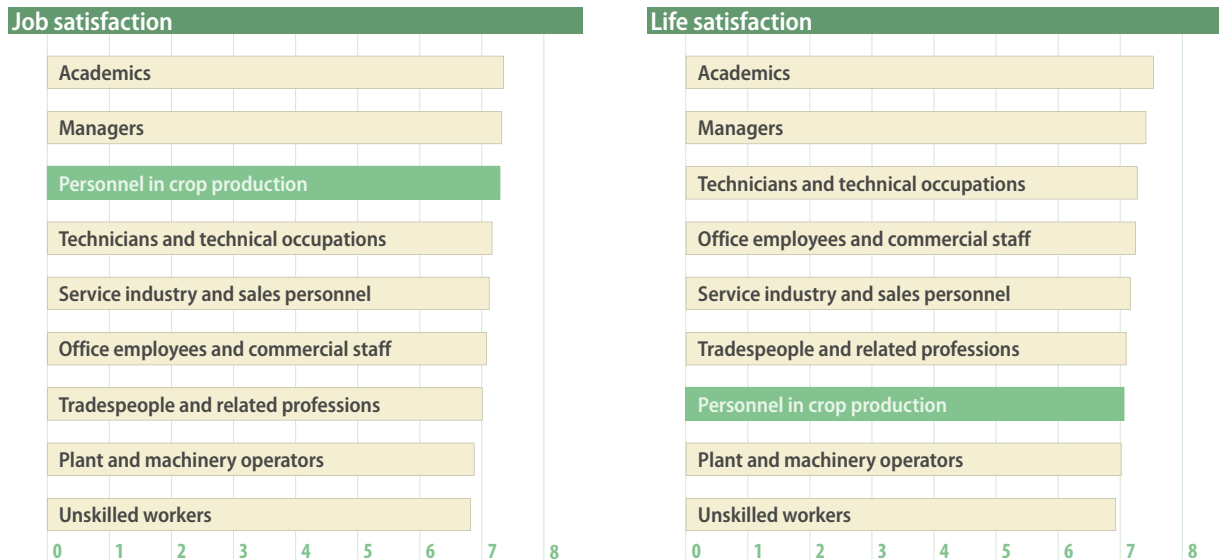 Job satisfaction
Academics
Managers
Personnel in crop production
Technicians and technical occupations
Service industry and sales personnel
Office employees and commercial staff
Tradespeople and related professions
Plant and machinery operators
Unskilled workers
0 1 2 3 4 5 6 7 8
Life satisfaction
Academics
Managers
Technicians and technical occupations
Office employees and commercial staff
Service industry and sales personnel
Tradespeople and related professions
Personnel in crop production
Plant and machinery operators
Unskilled workers
0 1 2 3 4 5 6 7 8